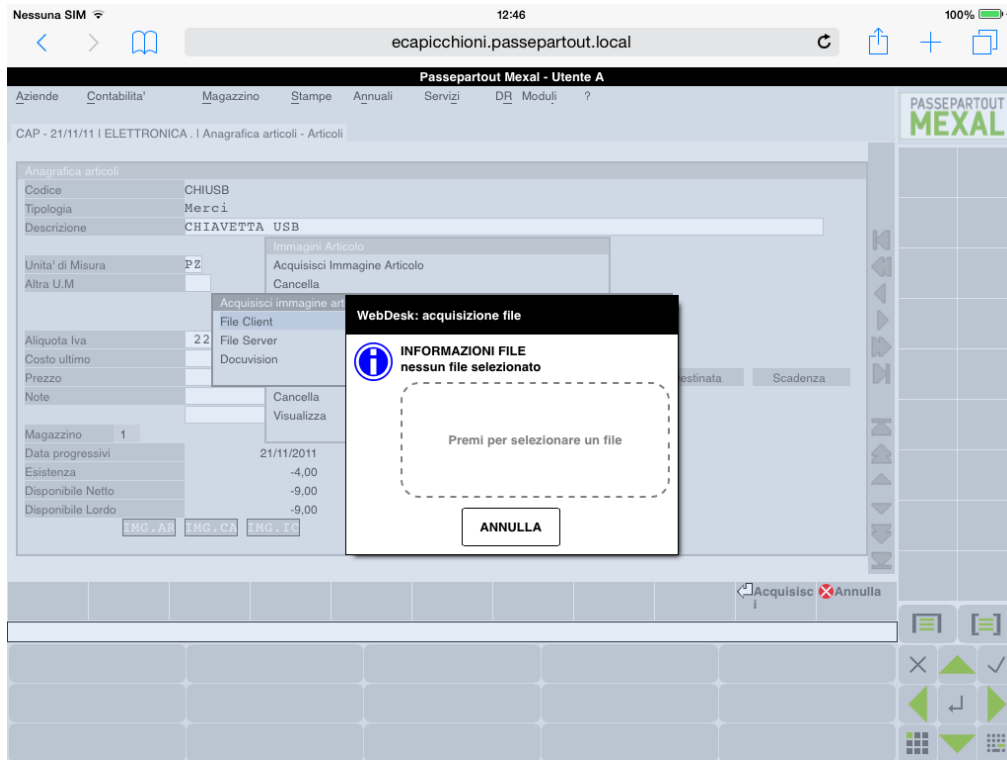 Nessuna SIM 12:46 100%
ecapicchioni.passepartout.local
Passepartout Mexal - Utente A
Aziende Contabilita' Magazzino Stampe Annuali Servizi DR Moduli ?
PASSEPARTOUT
MEXAL
CAP - 21/11/11 I ELETTRONICA . I Anagrafica articoli - Articoli
Anagrafica articoli
Codice CHIUSB
Tipologia Merci
Descrizione CHIAVETTA USB
Immagini Articolo
Unita' di Misura PZ Acquisisci Immagine Articolo
Altra U.M Cancella
Acquisisci immagine art
File Client
WebDesk: acquisizione file
Aliquota Iva 22 File Server
INFORMAZIONI FILE
Costo ultimo Docuvision
nessun file selezionato
Prezzo estinata Scadenza
Note Cancella
Visualizza
Magazzino 1
Premi per selezionare un file
Data progressivi 21/11/2011
Esistenza -4,00
Disponibile Netto -9,00
Disponibile Lordo -9,00
IMG.AR IMG.CA IMG.IC
ANNULLA
Acquisisc Annulla
i